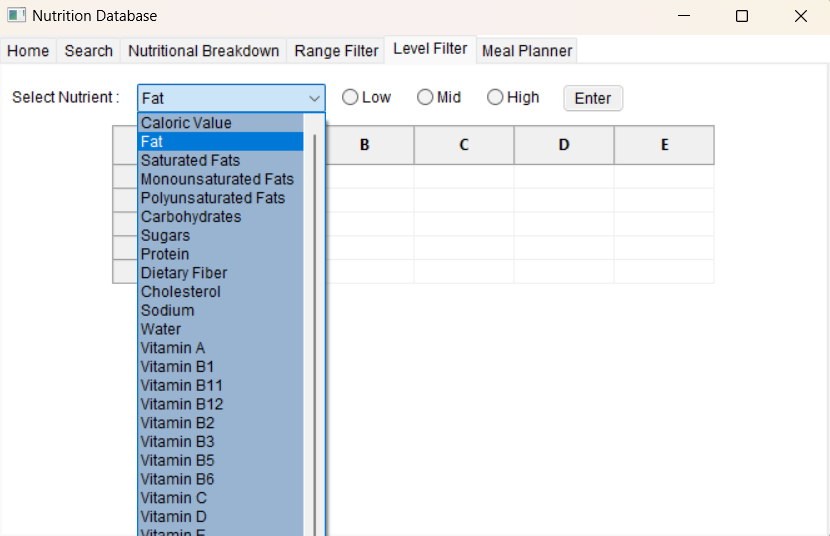 Nutrition Database
Home Search Nutritional Breakdown Range Filter Level Filter Meal Planner
Select Nutrient : Fat Low Mid High Enter
B C D E
Caloric Value
Fat
Saturated Fats
Monounsaturated Fats
Polyunsaturated Fats
Carbohydrates
Sugars
Protein
Dietary Fiber
Cholesterol
Sodium
Water
Vitamin A
Vitamin B1
Vitamin B11
Vitamin B12
Vitamin B2
Vitamin B3
Vitamin B5
Vitamin B6
Vitamin C
Vitamin D
Vitamin E